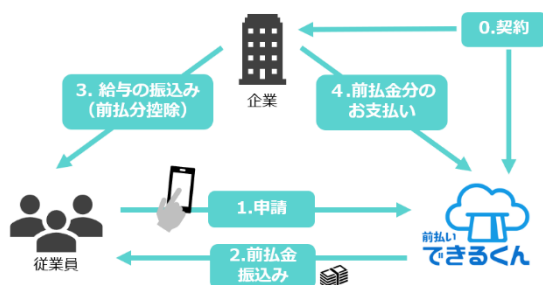 0.契約
企業
3. 給与の振込み
（前払分控除）
4.前払金分の
お支払い
1.申請
従業員
2.前払金
振込み
前払い
できるくん